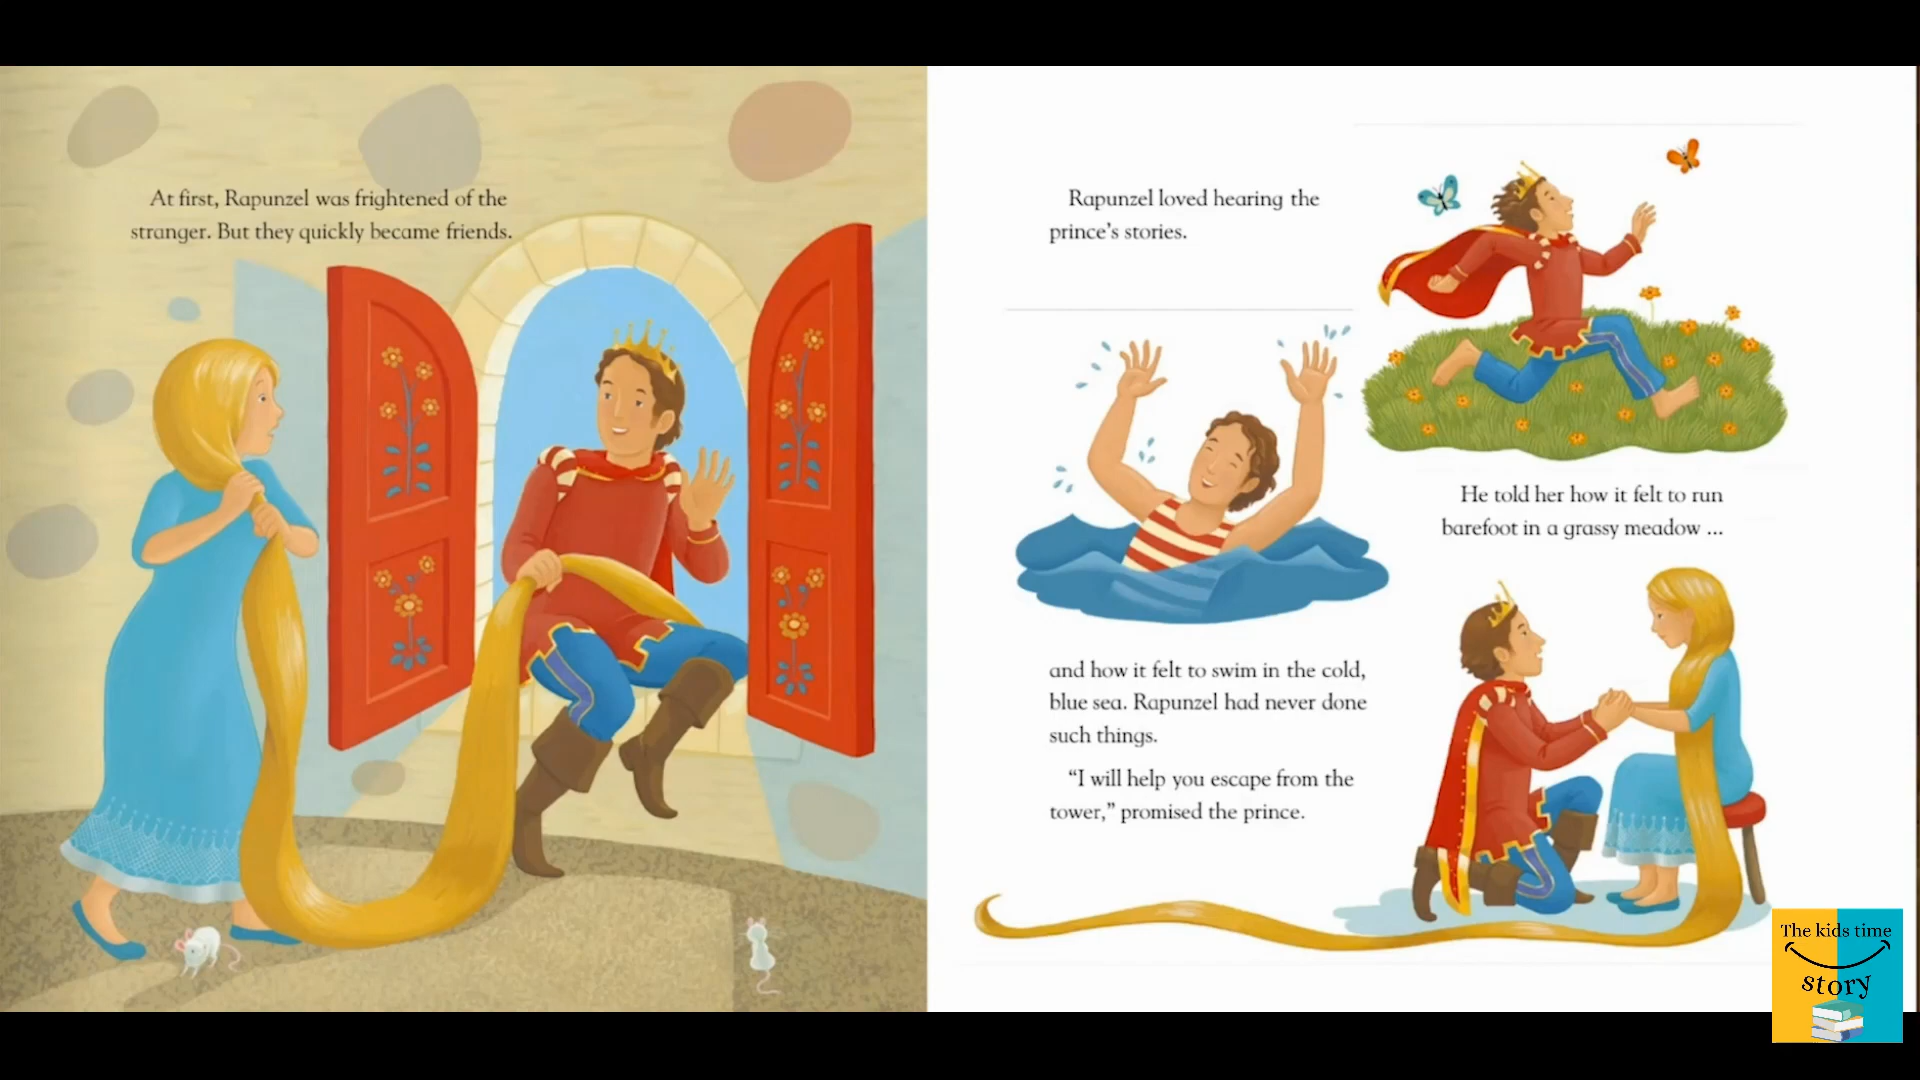 At first, Rapunzel was frightened of the
stranger. But they quickly became friends.
Rapunzel loved hearing the
prince's stories.
He told her how it felt to run
barefoot in a grassy meadow ...
and how it felt to swim in the cold,
blue sea. Rapunzel had never done
such things.
“I will help you escape from the
tower,” promised the prince.
The kids time
story